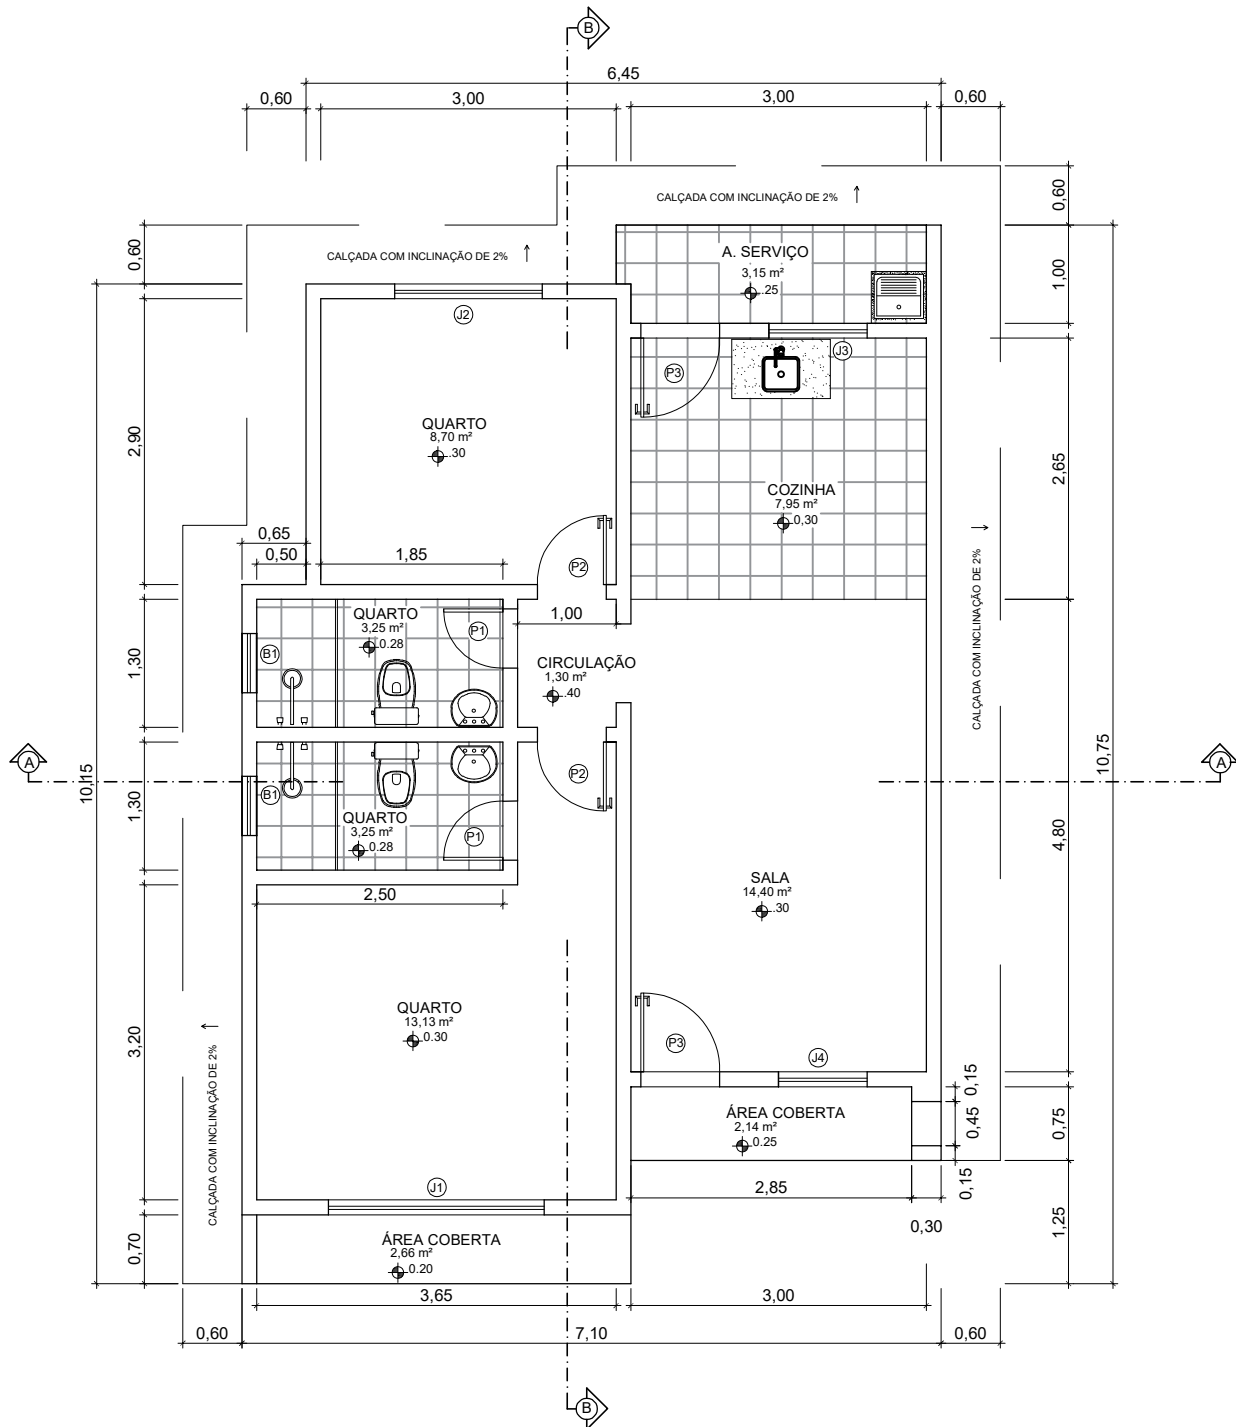 B
6,45
0,60
3,00
3,00
0,60
CALÇADA COM INCLINAÇÃO DE 2%
0,60
CALÇADA COM INCLINAÇÃO DE 2%
0,60
A. SERVIÇO
3,15 m²
.25
1,00
J2
J3
P3
QUARTO
8,70 m²
.30
2,90
COZINHA
7,95 m²
0,30
2,65
0,65
0,50
1,85
P2
CALÇADA COM INCLINAÇÃO DE 2%
QUARTO
3,25 m²
0.28
P1
1,00
B1
1,30
CIRCULAÇÃO
1,30 m²
.40
A
10,15
A
10,75
B1
1,30
P2
QUARTO
3,25 m²
0.28
P1
4,80
SALA
14,40 m²
.30
2,50
QUARTO
13,13 m²
0.30
3,20
CALÇADA COM INCLINAÇÃO DE 2%
P3
J4
0,15
ÁREA COBERTA
2,14 m²
0.25
0,45
0,75
0,15
J1
2,85
0,30
1,25
ÁREA COBERTA
2,66 m²
0.20
0,70
3,65
3,00
0,60
7,10
0,60
B